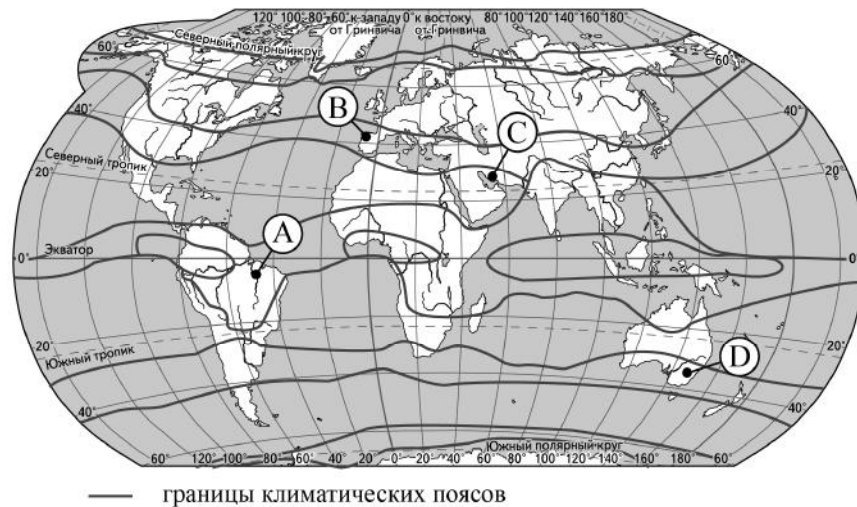 120° 100° 80° 60° к западу 0° к востоку 80° 100° 120° 140° 160° 180°
от Гринвича от Гринвича
Северный полярный круг
60° 60°
B
C
40° 40°
Северный тропик
20° 20°
A
Экватор
0° 0°
D
20° 20°
Южный тропик
40° 40°
Южный полярный круг
60° 120° 100° 80° 60° 40° 20° 0° 20° 40° 60° 80° 100° 120° 140° 160° 180° 60°
границы климатических поясов